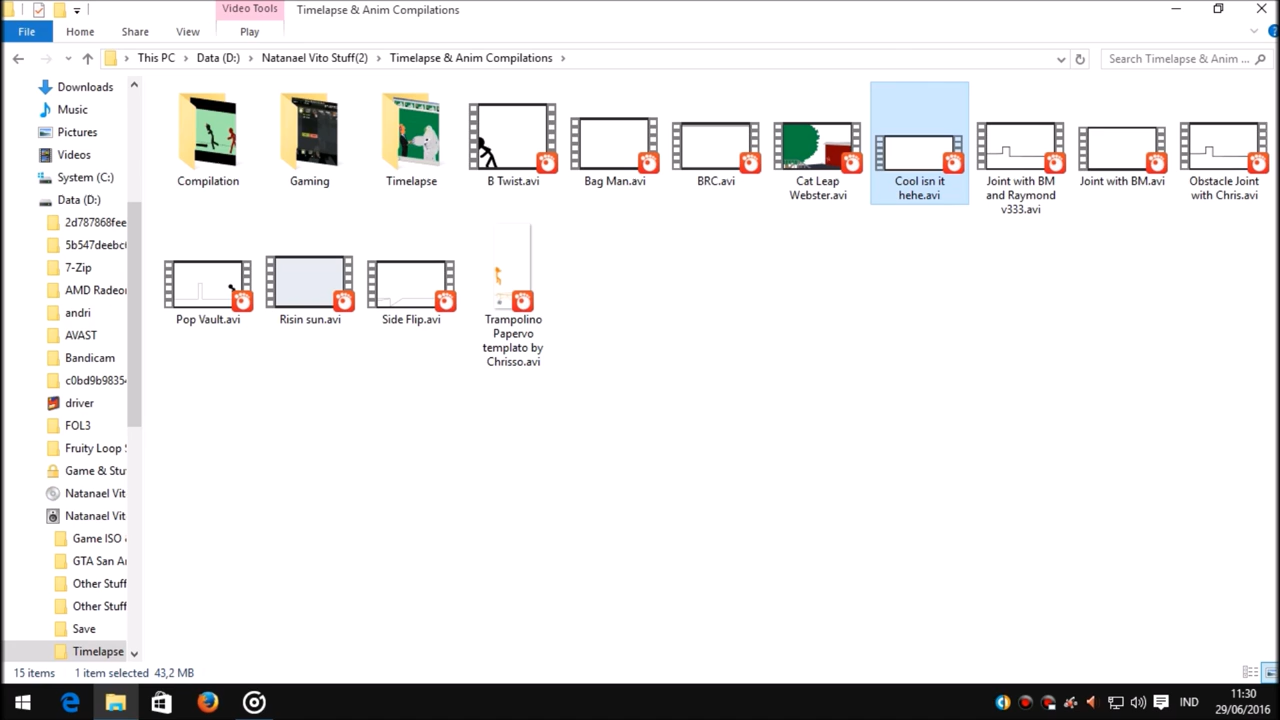 Video Tools
Timelapse & Anim Compilations
File
Home
Share
View
Play
This PC
Data (D:)
Natanael Vito Stuff(2)
Timelapse & Anim Compilations
Search Timelapse & Anim ...
Downloads
Music
Pictures
Videos
System (C:)
Data (D:)
2d787868fee
5b547deebc
7-Zip
AMD Radeo
andri
AVAST
Bandicam
c0bd9b9835
driver
FOL3
Fruity Loop
Game & Stu
Natanael Vit
Natanael Vit
Game ISO
GTA San A
Other Stuff
Other Stuff
Save
Timelapse
Compilation
Gaming
Timelapse
B Twist.avi
Bag Man.avi
BRC.avi
Cat Leap
Webster.avi
Cool isn it
hehe.avi
Joint with BM
and Raymond
v333.avi
Joint with BM.avi
Obstacle Joint
with Chris.avi
Pop Vault.avi
Risin sun.avi
Side Flip.avi
Trampolino
Papervo
templato by
Chrisso.avi
15 items
1 item selected 43,2 MB
IND
11:30
29/06/2016